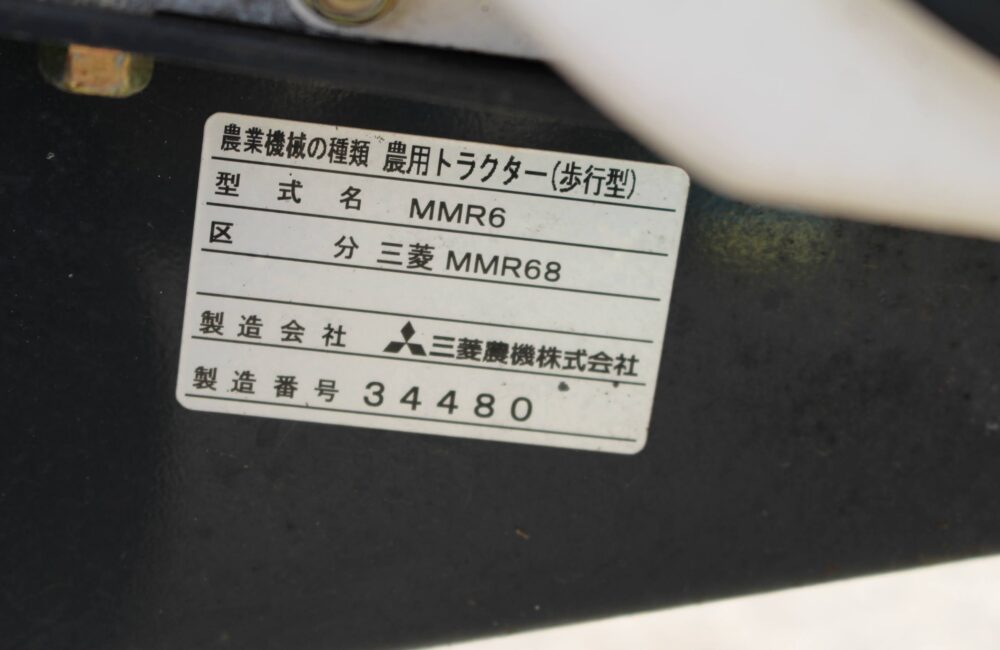 農業機械の種類 農用トラクター(歩行型)
型式名 MMR6
区分 三菱 MMR68
製造会社 三菱農機株式会社
製造番号 34480